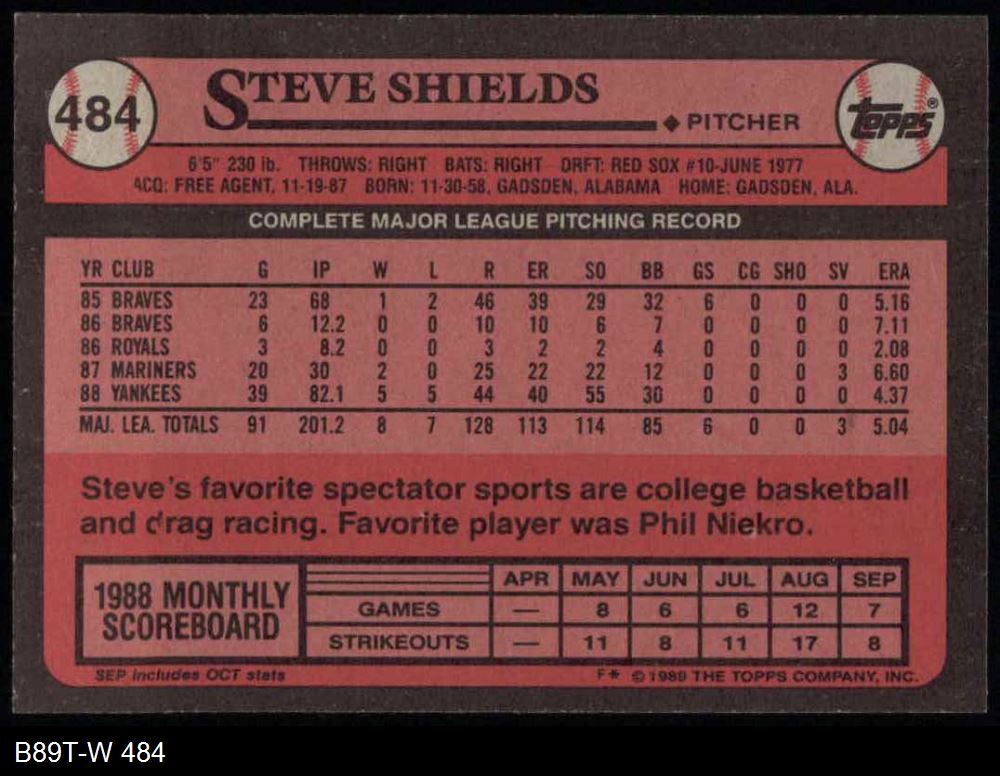 484
STEVE SHIELDS
◆ PITCHER
TOPPS®
6'5" 230 lb. THROWS: RIGHT BATS: RIGHT DRFT: RED SOX #10-JUNE 1977
ACQ: FREE AGENT, 11-19-87 BORN: 11-30-58, GADSDEN, ALABAMA HOME: GADSDEN, ALA.
COMPLETE MAJOR LEAGUE PITCHING RECORD
YR CLUB G IP W L R ER SO BB GS CG SHO SV ERA
85 BRAVES 23 68 1 2 46 39 29 32 6 0 0 0 5.16
86 BRAVES 6 12.2 0 0 10 10 6 7 0 0 0 0 7.11
86 ROYALS 3 8.2 0 0 3 2 2 4 0 0 0 0 2.08
87 MARINERS 20 30 2 0 25 22 22 12 0 0 0 3 6.60
88 YANKEES 39 82.1 5 5 44 40 55 30 0 0 0 0 4.37
MAJ. LEA. TOTALS 91 201.2 8 7 128 113 114 85 6 0 0 3 5.04
Steve's favorite spectator sports are college basketball
and drag racing. Favorite player was Phil Niekro.
1988 MONTHLY
SCOREBOARD
APR MAY JUN JUL AUG SEP
GAMES — 8 6 6 12 7
STRIKEOUTS — 11 8 11 17 8
SEP includes OCT stats
F* © 1989 THE TOPPS COMPANY, INC.
B89T-W 484